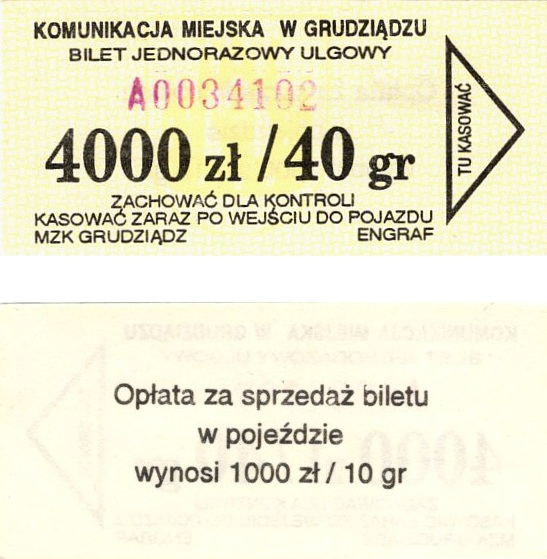 KOMUNIKACJA MIEJSKA W GRUDZIĄDZU
BILET JEDNORAZOWY ULGOWY
A0034102
4000 zł / 40 gr
TU KASOWAĆ
ZACHOWAĆ DLA KONTROLI
KASOWAĆ ZARAZ PO WEJŚCIU DO POJAZDU
MZK GRUDZIĄDZ ENGRAF
Opłata za sprzedaż biletu
w pojeździe
wynosi 1000 zł / 10 gr